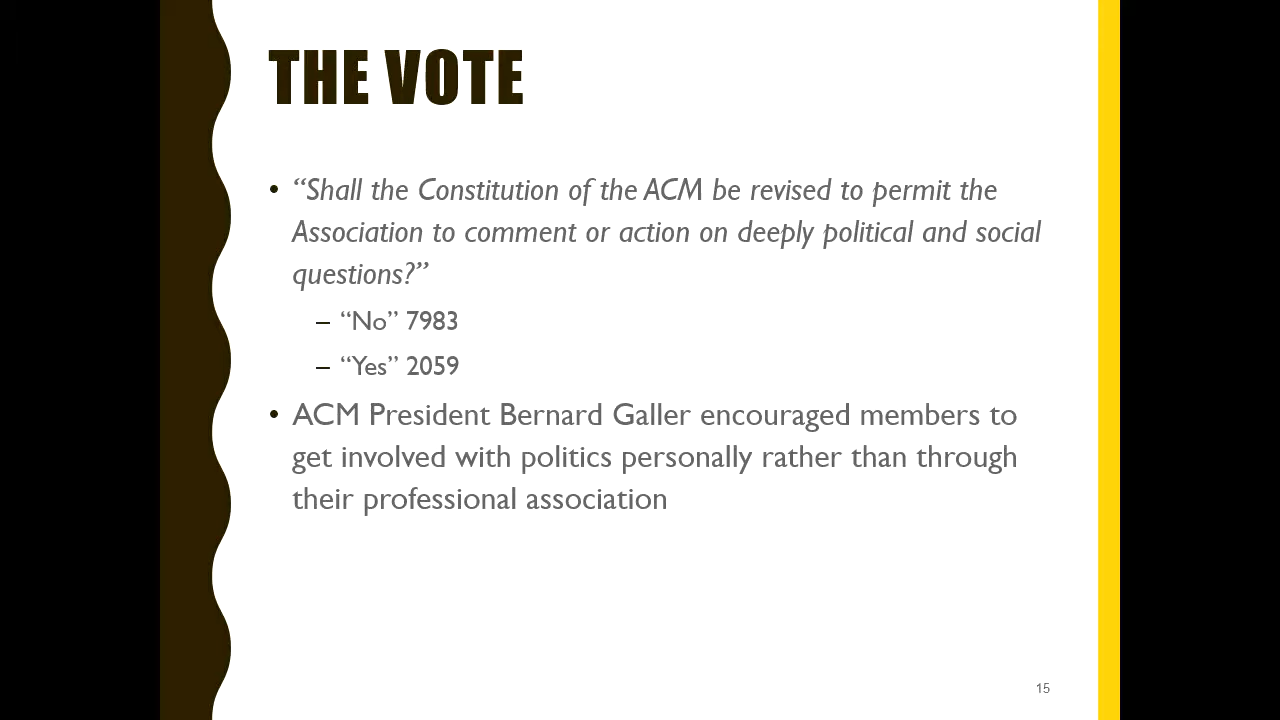 THE VOTE
• “Shall the Constitution of the ACM be revised to permit the
Association to comment or action on deeply political and social
questions?”
– “No” 7983
– “Yes” 2059
• ACM President Bernard Galler encouraged members to
get involved with politics personally rather than through
their professional association
15